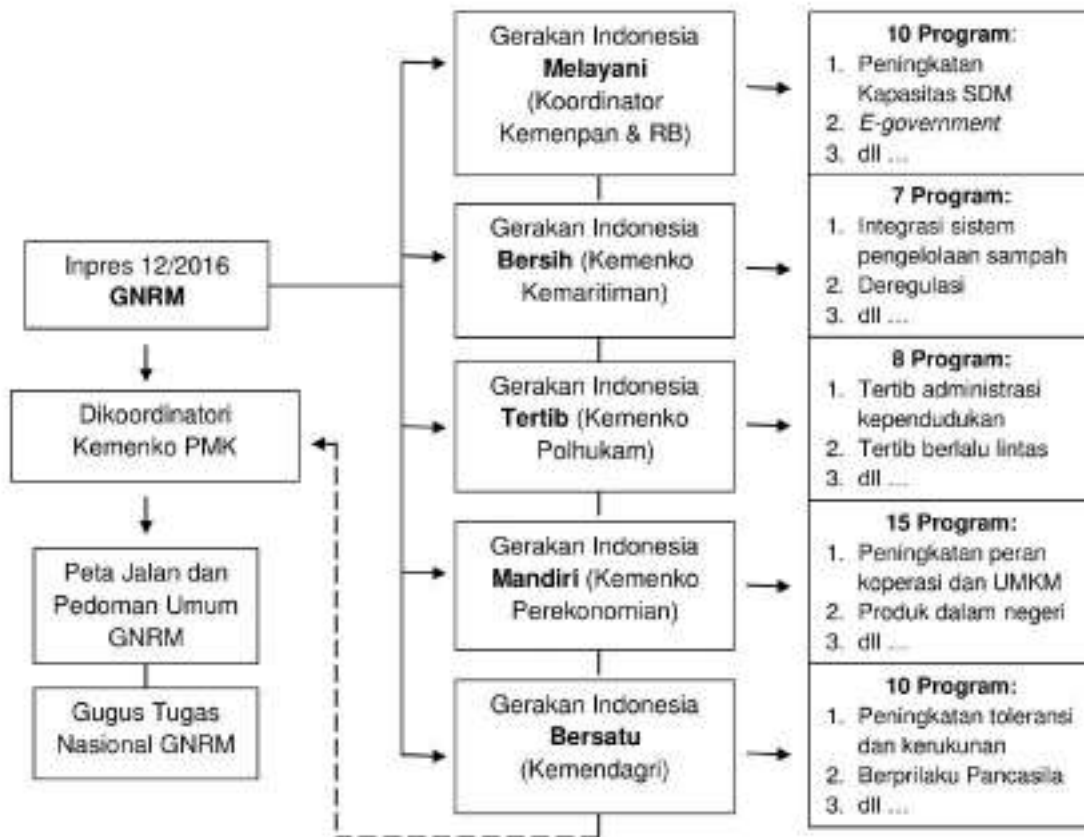 Inpres 12/2016
GNRM
Dikoordinatori
Kemenko PMK
Peta Jalan dan
Pedoman Umum
GNRM
Gugus Tugas
Nasional GNRM
Gerakan Indonesia
Melayani
(Koordinator
Kemenpan & RB)
Gerakan Indonesia
Bersih (Kemenko
Kemaritiman)
Gerakan Indonesia
Tertib (Kemenko
Polhukam)
Gerakan Indonesia
Mandiri (Kemenko
Perekonomian)
Gerakan Indonesia
Bersatu
(Kemendagri)
10 Program:
1. Peningkatan
Kapasitas SDM
2. E-government
3. dll ...
7 Program:
1. Integrasi sistem
pengelolaan sampah
2. Deregulasi
3. dll ...
8 Program:
1. Tertib administrasi
kependudukan
2. Tertib berlalu lintas
3. dll ...
15 Program:
1. Peningkatan peran
koperasi dan UMKM
2. Produk dalam negeri
3. dll ...
10 Program:
1. Peningkatan toleransi
dan kerukunan
2. Berprilaku Pancasila
3. dll ...